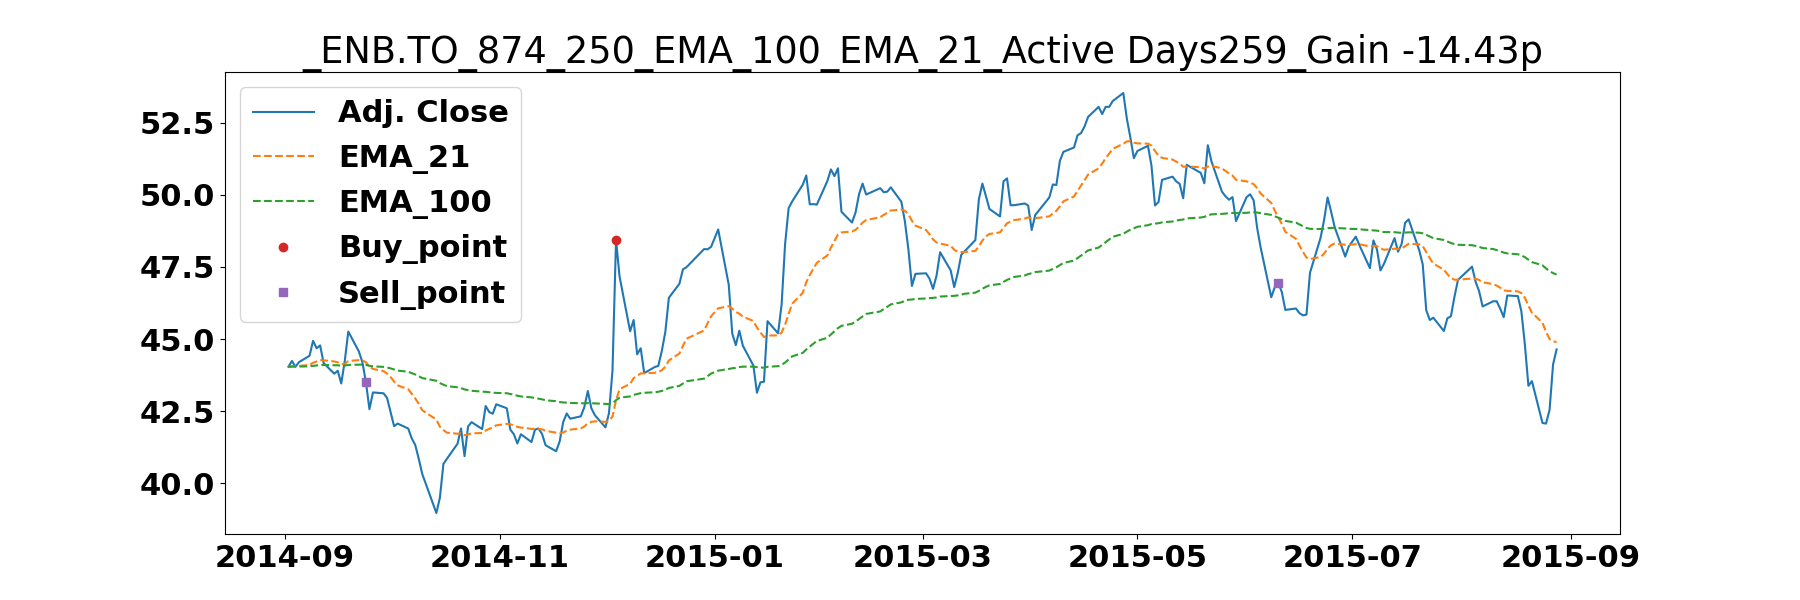 _ENB.TO_874_250_EMA_100_EMA_21_Active Days259_Gain -14.43p
Adj. Close
EMA_21
EMA_100
Buy_point
Sell_point
52.5
50.0
47.5
45.0
42.5
40.0
2014-09 2014-11 2015-01 2015-03 2015-05 2015-07 2015-09